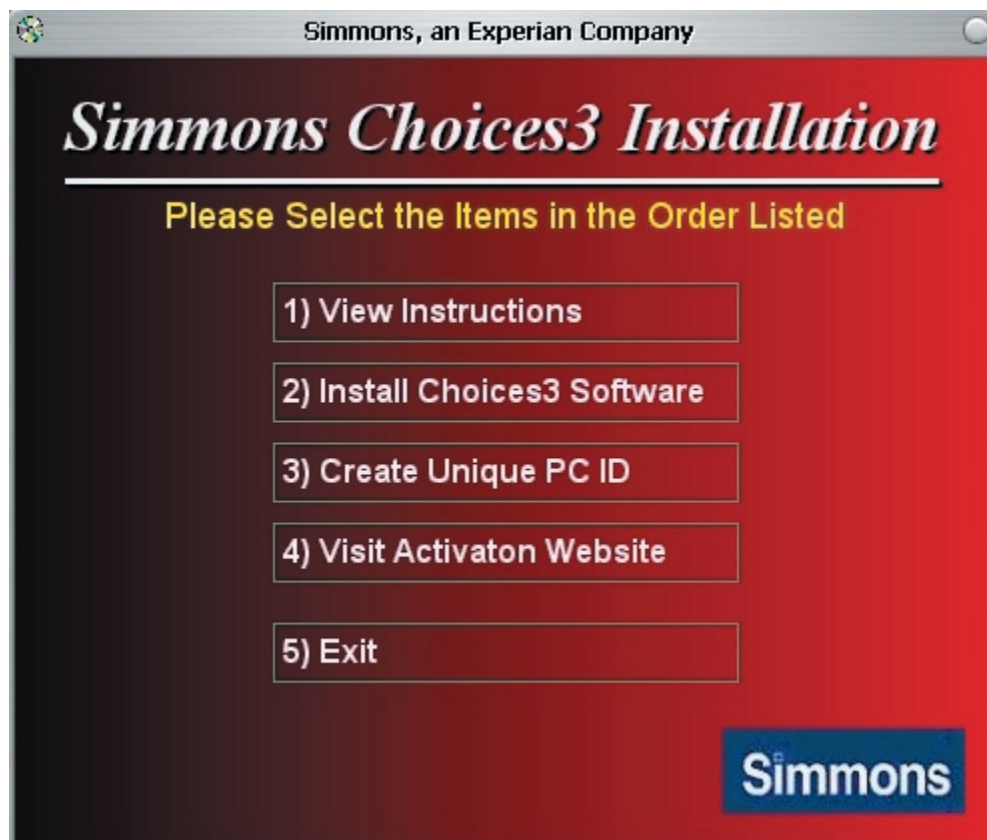 Simmons, an Experian Company
Simmons Choices3 Installation
Please Select the Items in the Order Listed
1) View Instructions
2) Install Choices3 Software
3) Create Unique PC ID
4) Visit Activaton Website
5) Exit
Simmons